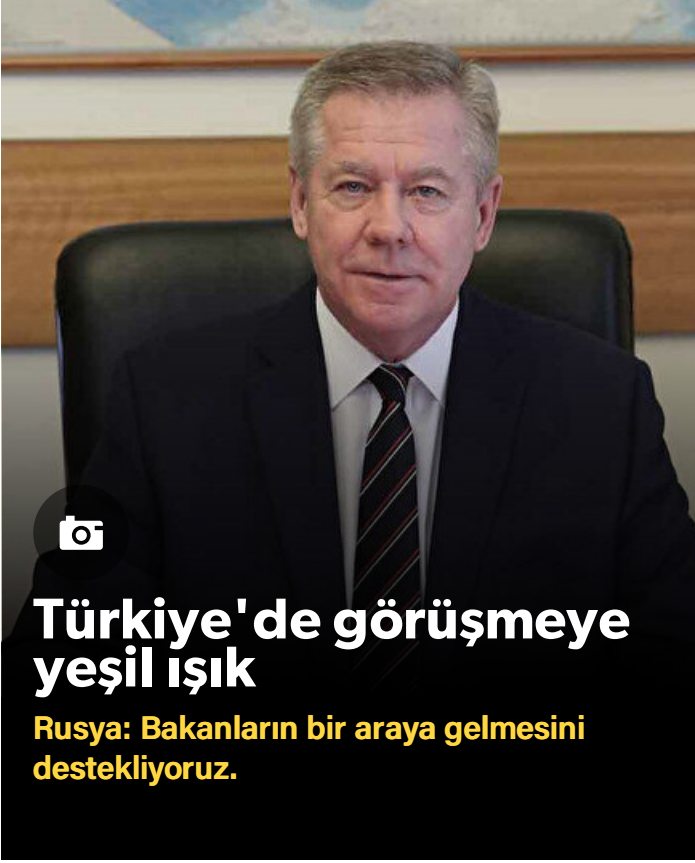 Türkiye'de görüşmeye
yeşil ışık
Rusya: Bakanların bir araya gelmesini
destekliyoruz.